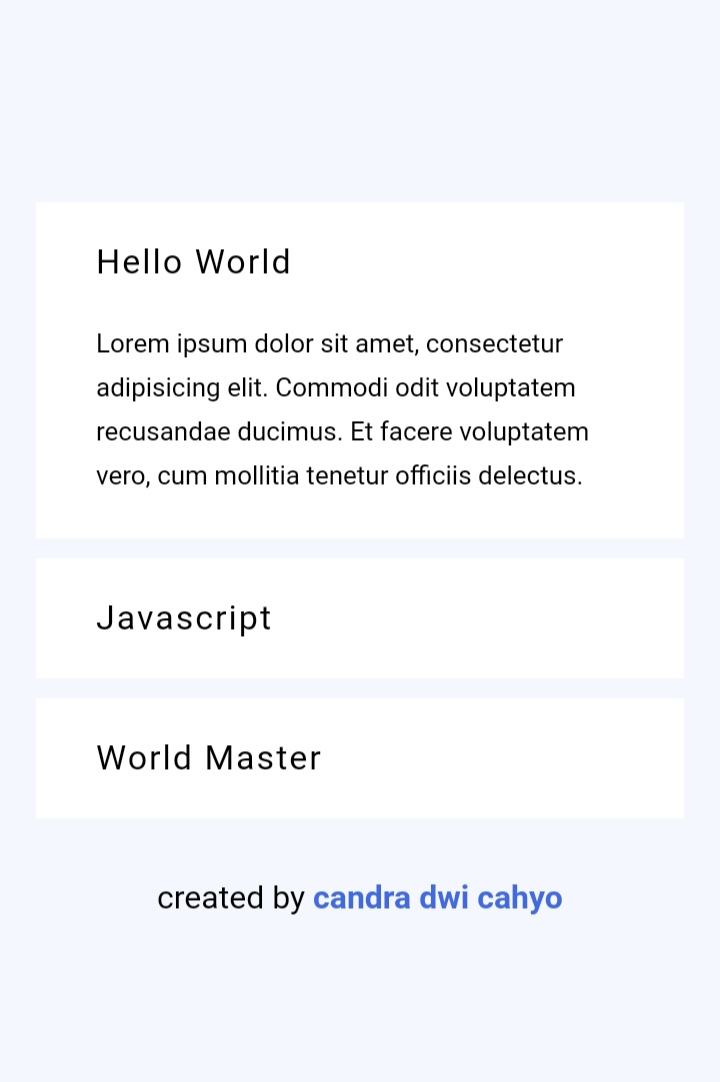 Hello World
Lorem ipsum dolor sit amet, consectetur
adipisicing elit. Commodi odit voluptatem
recusandae ducimus. Et facere voluptatem
vero, cum mollitia tenetur officiis delectus.
Javascript
World Master
created by candra dwi cahyo